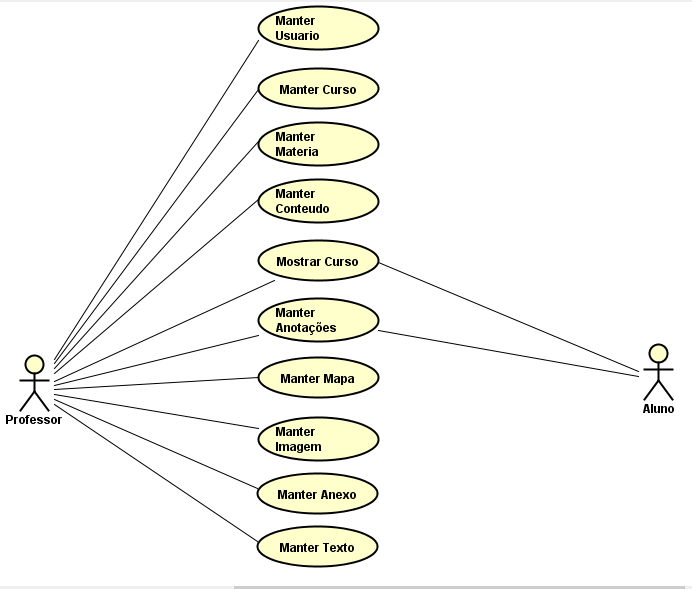 Manter
Usuario
Manter Curso
Manter
Materia
Manter
Conteudo
Mostrar Curso
Manter
Anotações
Manter Mapa
Manter
Imagem
Manter Anexo
Manter Texto
Professor
Aluno